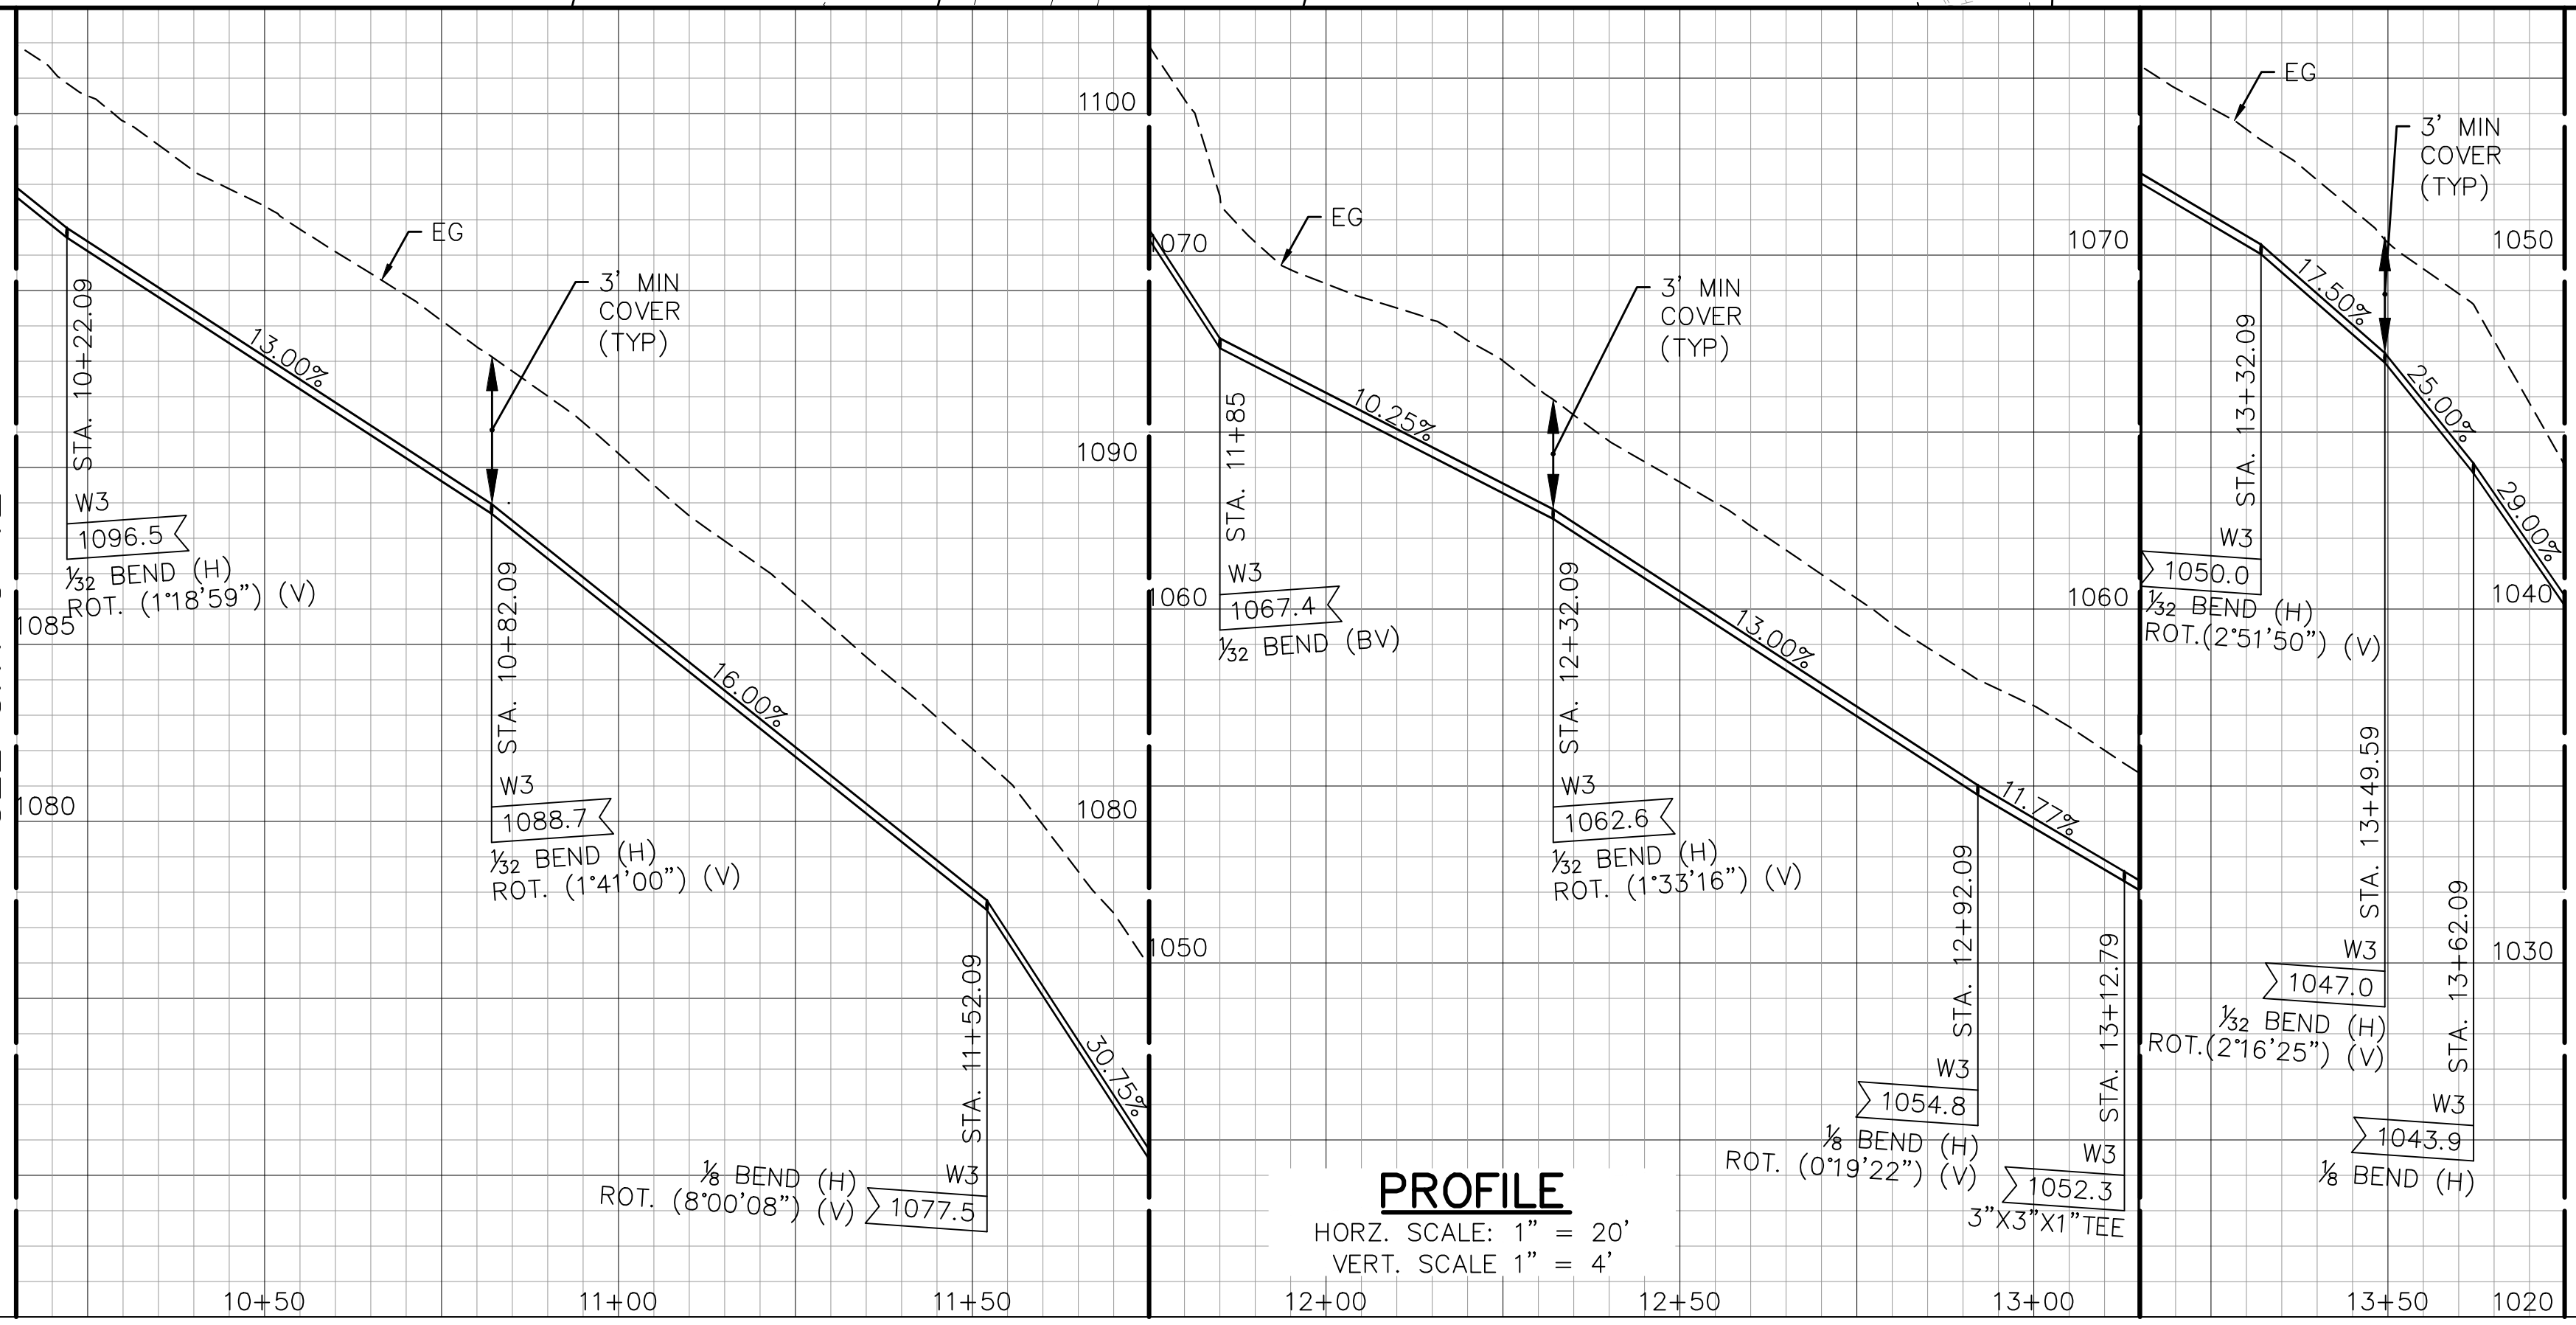 EG
3' MIN
COVER
(TYP)
1100
1090
1085
1080
1080
STA. 10+22.09
W3
1096.5
1/32 BEND (H)
ROT. (1°18'59") (V)
13.00%
STA. 10+82.09
W3
1088.7
1/32 BEND (H)
ROT. (1°41'00") (V)
16.00%
STA. 11+52.09
W3
1077.5
1/8 BEND (H)
ROT. (8°00'08") (V)
30.75%
10+50
11+00
11+50
EG
3' MIN
COVER
(TYP)
1070
1060
1050
1070
1060
STA. 11+85
W3
1067.4
1/32 BEND (BV)
10.25%
STA. 12+32.09
W3
1062.6
1/32 BEND (H)
ROT. (1°33'16") (V)
13.00%
STA. 12+92.09
W3
1054.8
1/8 BEND (H)
ROT. (0°19'22") (V)
11.77%
STA. 13+12.79
W3
1052.3
3"X3"X1"TEE
PROFILE
HORZ. SCALE: 1" = 20'
VERT. SCALE 1" = 4'
12+00
12+50
13+00
EG
3' MIN
COVER
(TYP)
1050
1040
1030
1020
STA. 13+32.09
W3
1050.0
1/32 BEND (H)
ROT.(2°51'50") (V)
17.50%
STA. 13+49.59
W3
1047.0
1/32 BEND (H)
ROT.(2°16'25") (V)
25.00%
STA. 13+62.09
W3
1043.9
1/8 BEND (H)
29.00%
13+50